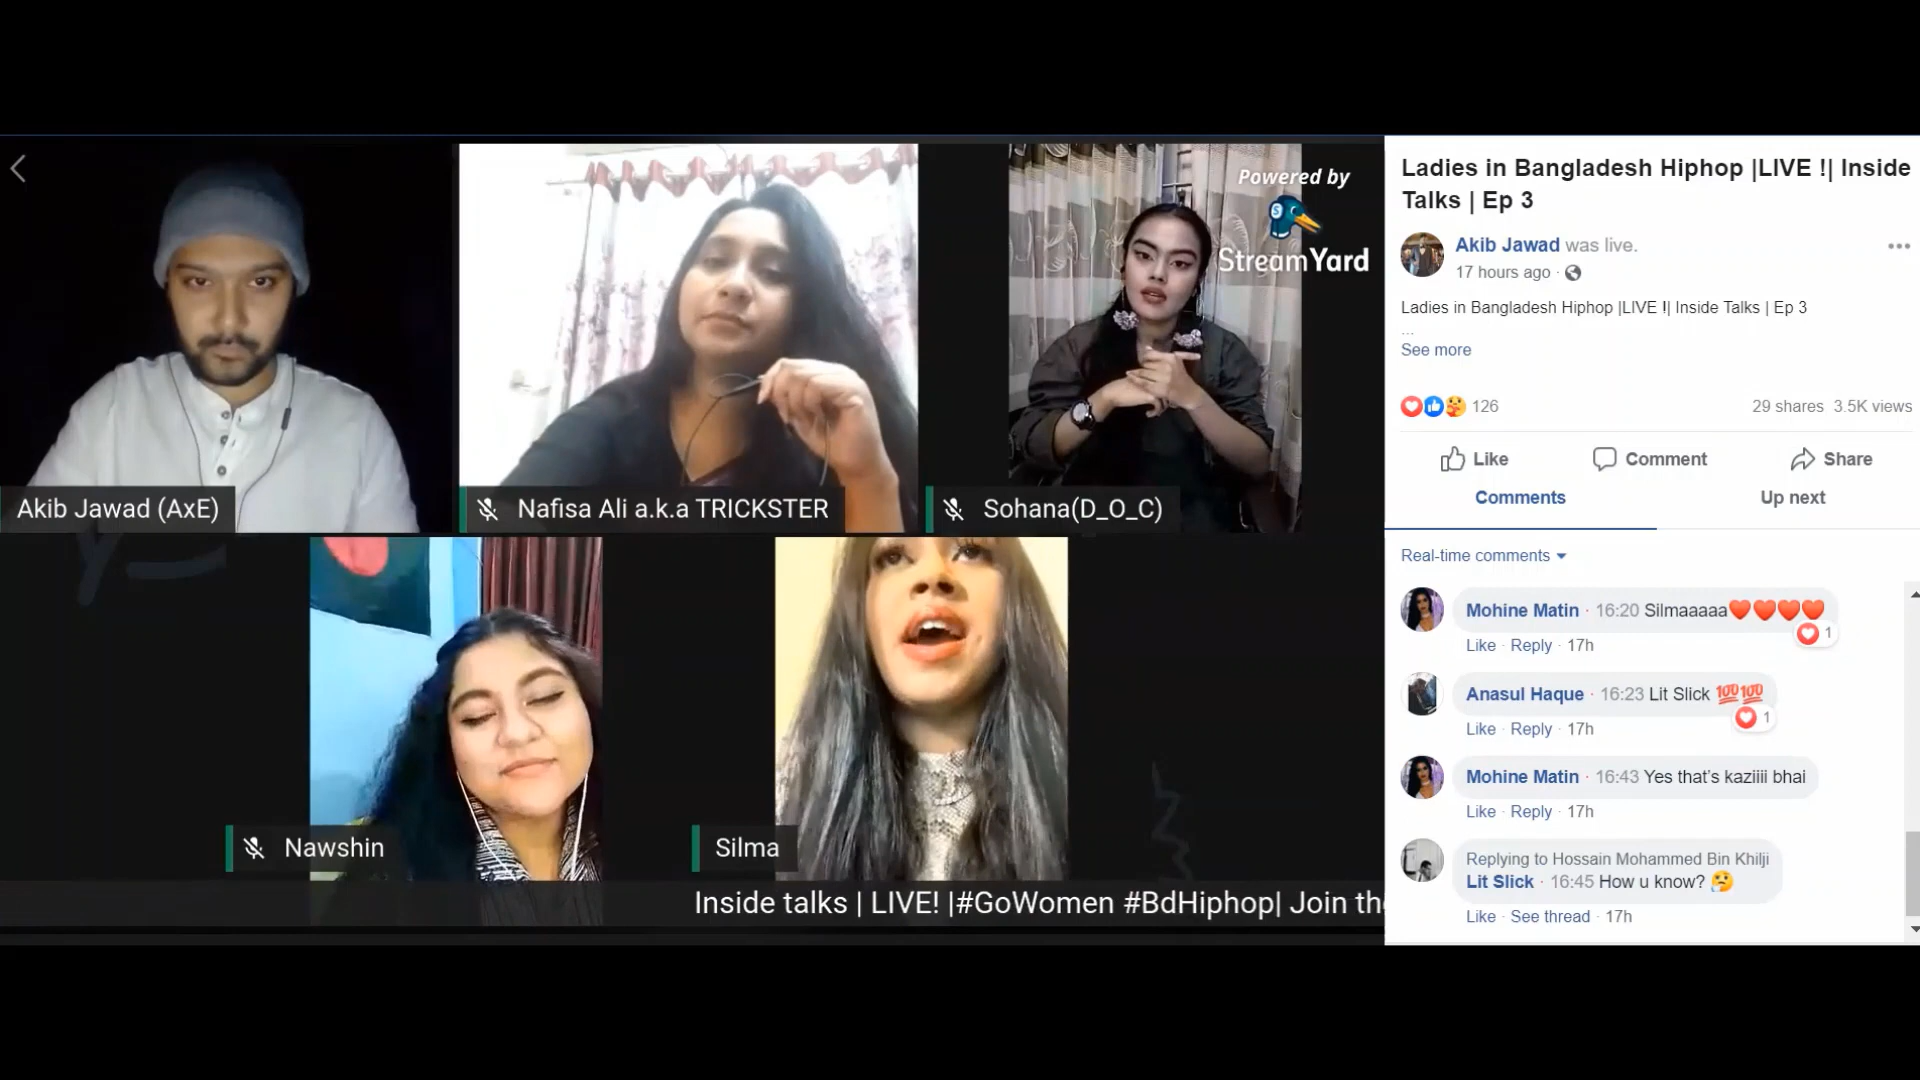 Powered by
StreamYard
Akib Jawad (AxE)
Nafisa Ali a.k.a TRICKSTER
Sohana(D_O_C)
Nawshin
Silma
Inside talks | LIVE! |#GoWomen #BdHiphop| Join th
Ladies in Bangladesh Hiphop |LIVE !| Inside
Talks | Ep 3
Akib Jawad was live.
17 hours ago ·
Ladies in Bangladesh Hiphop |LIVE !| Inside Talks | Ep 3
...
See more
126
29 shares 3.5K views
Like Comment Share
Comments Up next
Real-time comments
Mohine Matin · 16:20 Silmaaaaa❤❤❤❤
1
Like · Reply · 17h
Anasul Haque · 16:23 Lit Slick 💯💯
1
Like · Reply · 17h
Mohine Matin · 16:43 Yes that's kaziiii bhai
Like · Reply · 17h
Replying to Hossain Mohammed Bin Khilji
Lit Slick · 16:45 How u know? 🤔
Like · See thread · 17h